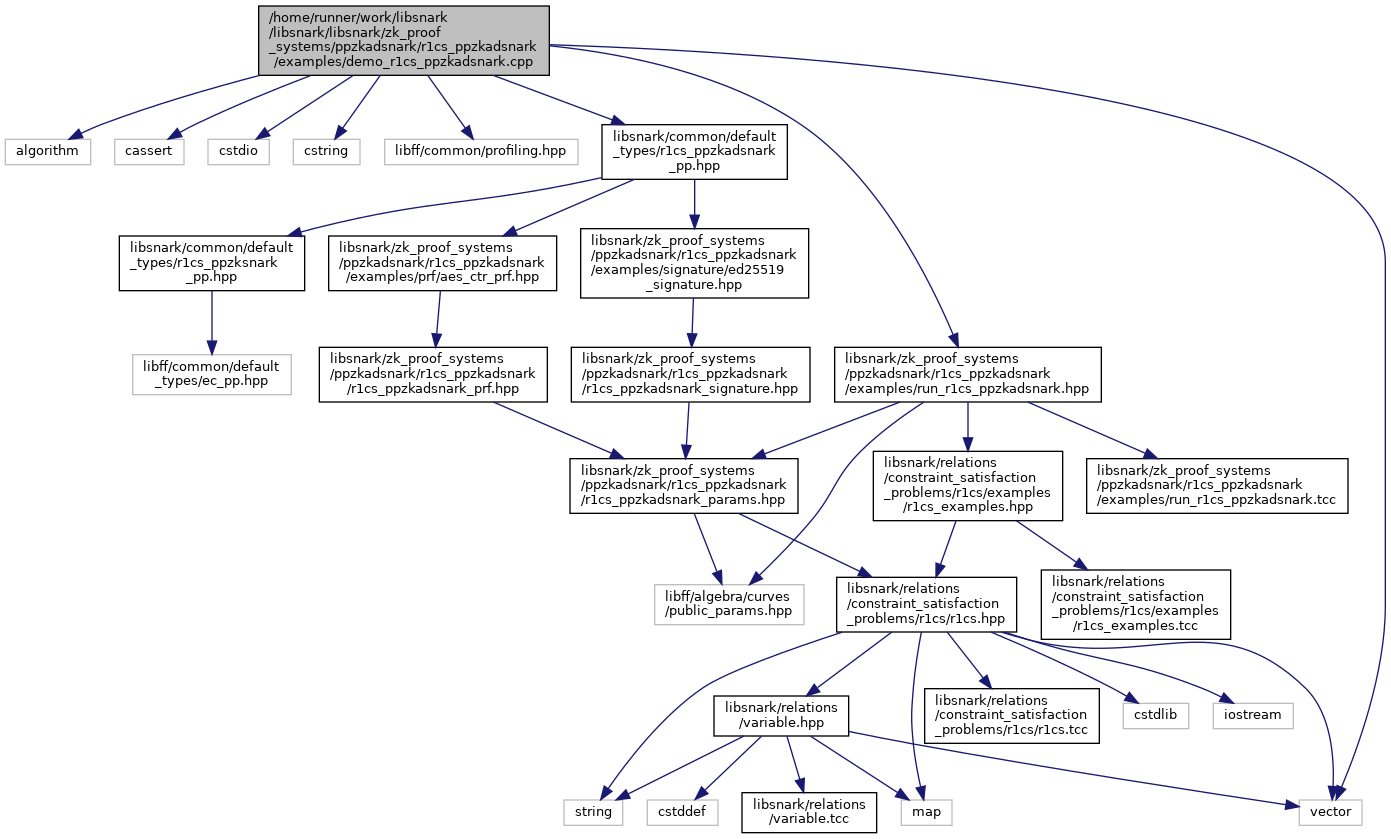 /home/runner/work/libsnark
/libsnark/libsnark/zk_proof
_systems/ppzkadsnark/r1cs_ppzkadsnark
/examples/demo_r1cs_ppzkadsnark.cpp
algorithm
cassert
cstdio
cstring
libff/common/profiling.hpp
libsnark/common/default
_types/r1cs_ppzkadsnark
_pp.hpp
libsnark/common/default
_types/r1cs_ppzksnark
_pp.hpp
libsnark/zk_proof_systems
/ppzkadsnark/r1cs_ppzkadsnark
/examples/prf/aes_ctr_prf.hpp
libsnark/zk_proof_systems
/ppzkadsnark/r1cs_ppzkadsnark
/examples/signature/ed25519
_signature.hpp
libff/common/default
_types/ec_pp.hpp
libsnark/zk_proof_systems
/ppzkadsnark/r1cs_ppzkadsnark
/r1cs_ppzkadsnark_prf.hpp
libsnark/zk_proof_systems
/ppzkadsnark/r1cs_ppzkadsnark
/r1cs_ppzkadsnark_signature.hpp
libsnark/zk_proof_systems
/ppzkadsnark/r1cs_ppzkadsnark
/examples/run_r1cs_ppzkadsnark.hpp
libsnark/zk_proof_systems
/ppzkadsnark/r1cs_ppzkadsnark
/r1cs_ppzkadsnark_params.hpp
libsnark/relations
/constraint_satisfaction
_problems/r1cs/examples
/r1cs_examples.hpp
libsnark/zk_proof_systems
/ppzkadsnark/r1cs_ppzkadsnark
/examples/run_r1cs_ppzkadsnark.tcc
libff/algebra/curves
/public_params.hpp
libsnark/relations
/constraint_satisfaction
_problems/r1cs/r1cs.hpp
libsnark/relations
/constraint_satisfaction
_problems/r1cs/examples
/r1cs_examples.tcc
libsnark/relations
/variable.hpp
libsnark/relations
/constraint_satisfaction
_problems/r1cs/r1cs.tcc
cstdlib
iostream
string
cstddef
libsnark/relations
/variable.tcc
map
vector